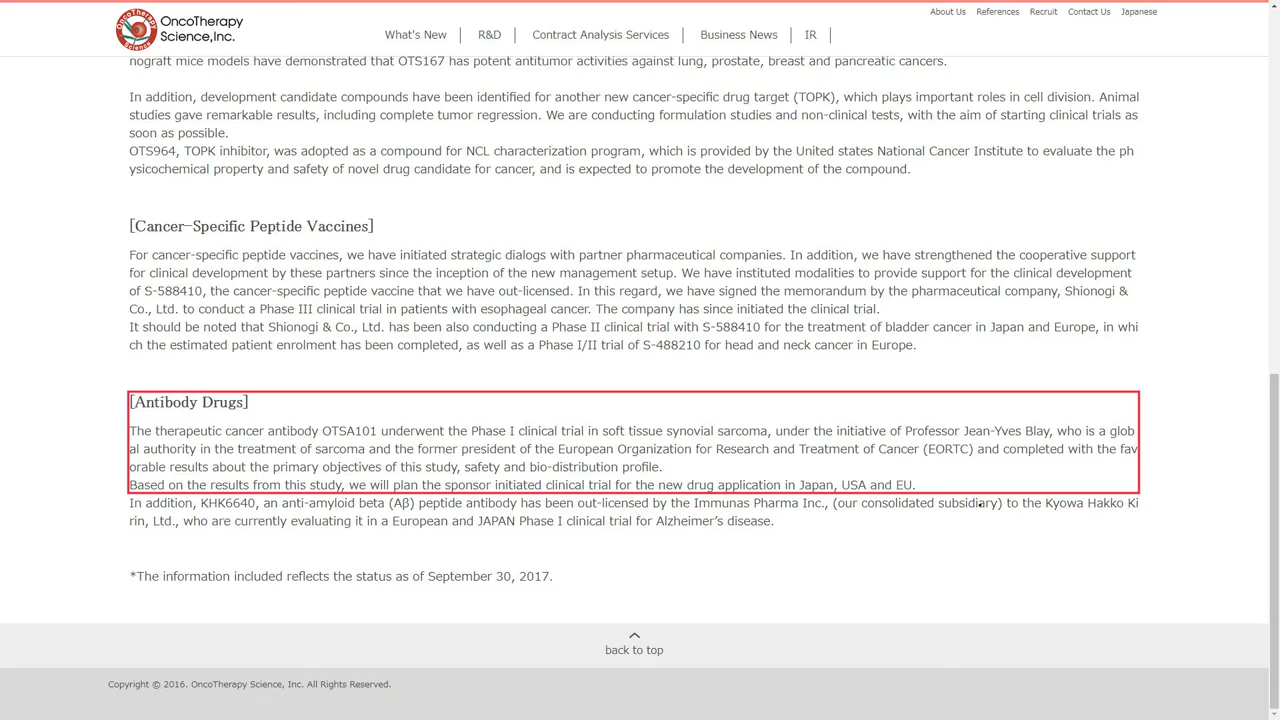 About Us References Recruit Contact Us Japanese
OncoTherapy
Science,Inc.
What's New R&D Contract Analysis Services Business News IR
nograft mice models have demonstrated that OTS167 has potent antitumor activities against lung, prostate, breast and pancreatic cancers.
In addition, development candidate compounds have been identified for another new cancer-specific drug target (TOPK), which plays important roles in cell division. Animal
studies gave remarkable results, including complete tumor regression. We are conducting formulation studies and non-clinical tests, with the aim of starting clinical trials as
soon as possible.
OTS964, TOPK inhibitor, was adopted as a compound for NCL characterization program, which is provided by the United states National Cancer Institute to evaluate the ph
ysicochemical property and safety of novel drug candidate for cancer, and is expected to promote the development of the compound.
[Cancer-Specific Peptide Vaccines]
For cancer-specific peptide vaccines, we have initiated strategic dialogs with partner pharmaceutical companies. In addition, we have strengthened the cooperative support
for clinical development by these partners since the inception of the new management setup. We have instituted modalities to provide support for the clinical development
of S-588410, the cancer-specific peptide vaccine that we have out-licensed. In this regard, we have signed the memorandum by the pharmaceutical company, Shionogi &
Co., Ltd. to conduct a Phase III clinical trial in patients with esophageal cancer. The company has since initiated the clinical trial.
It should be noted that Shionogi & Co., Ltd. has been also conducting a Phase II clinical trial with S-588410 for the treatment of bladder cancer in Japan and Europe, in whi
ch the estimated patient enrolment has been completed, as well as a Phase I/II trial of S-488210 for head and neck cancer in Europe.
[Antibody Drugs]
The therapeutic cancer antibody OTSA101 underwent the Phase I clinical trial in soft tissue synovial sarcoma, under the initiative of Professor Jean-Yves Blay, who is a glob
al authority in the treatment of sarcoma and the former president of the European Organization for Research and Treatment of Cancer (EORTC) and completed with the fav
orable results about the primary objectives of this study, safety and bio-distribution profile.
Based on the results from this study, we will plan the sponsor initiated clinical trial for the new drug application in Japan, USA and EU.
In addition, KHK6640, an anti-amyloid beta (Aβ) peptide antibody has been out-licensed by the Immunas Pharma Inc., (our consolidated subsidiary) to the Kyowa Hakko Ki
rin, Ltd., who are currently evaluating it in a European and JAPAN Phase I clinical trial for Alzheimer's disease.
*The information included reflects the status as of September 30, 2017.
back to top
Copyright © 2016. OncoTherapy Science, Inc. All Rights Reserved.